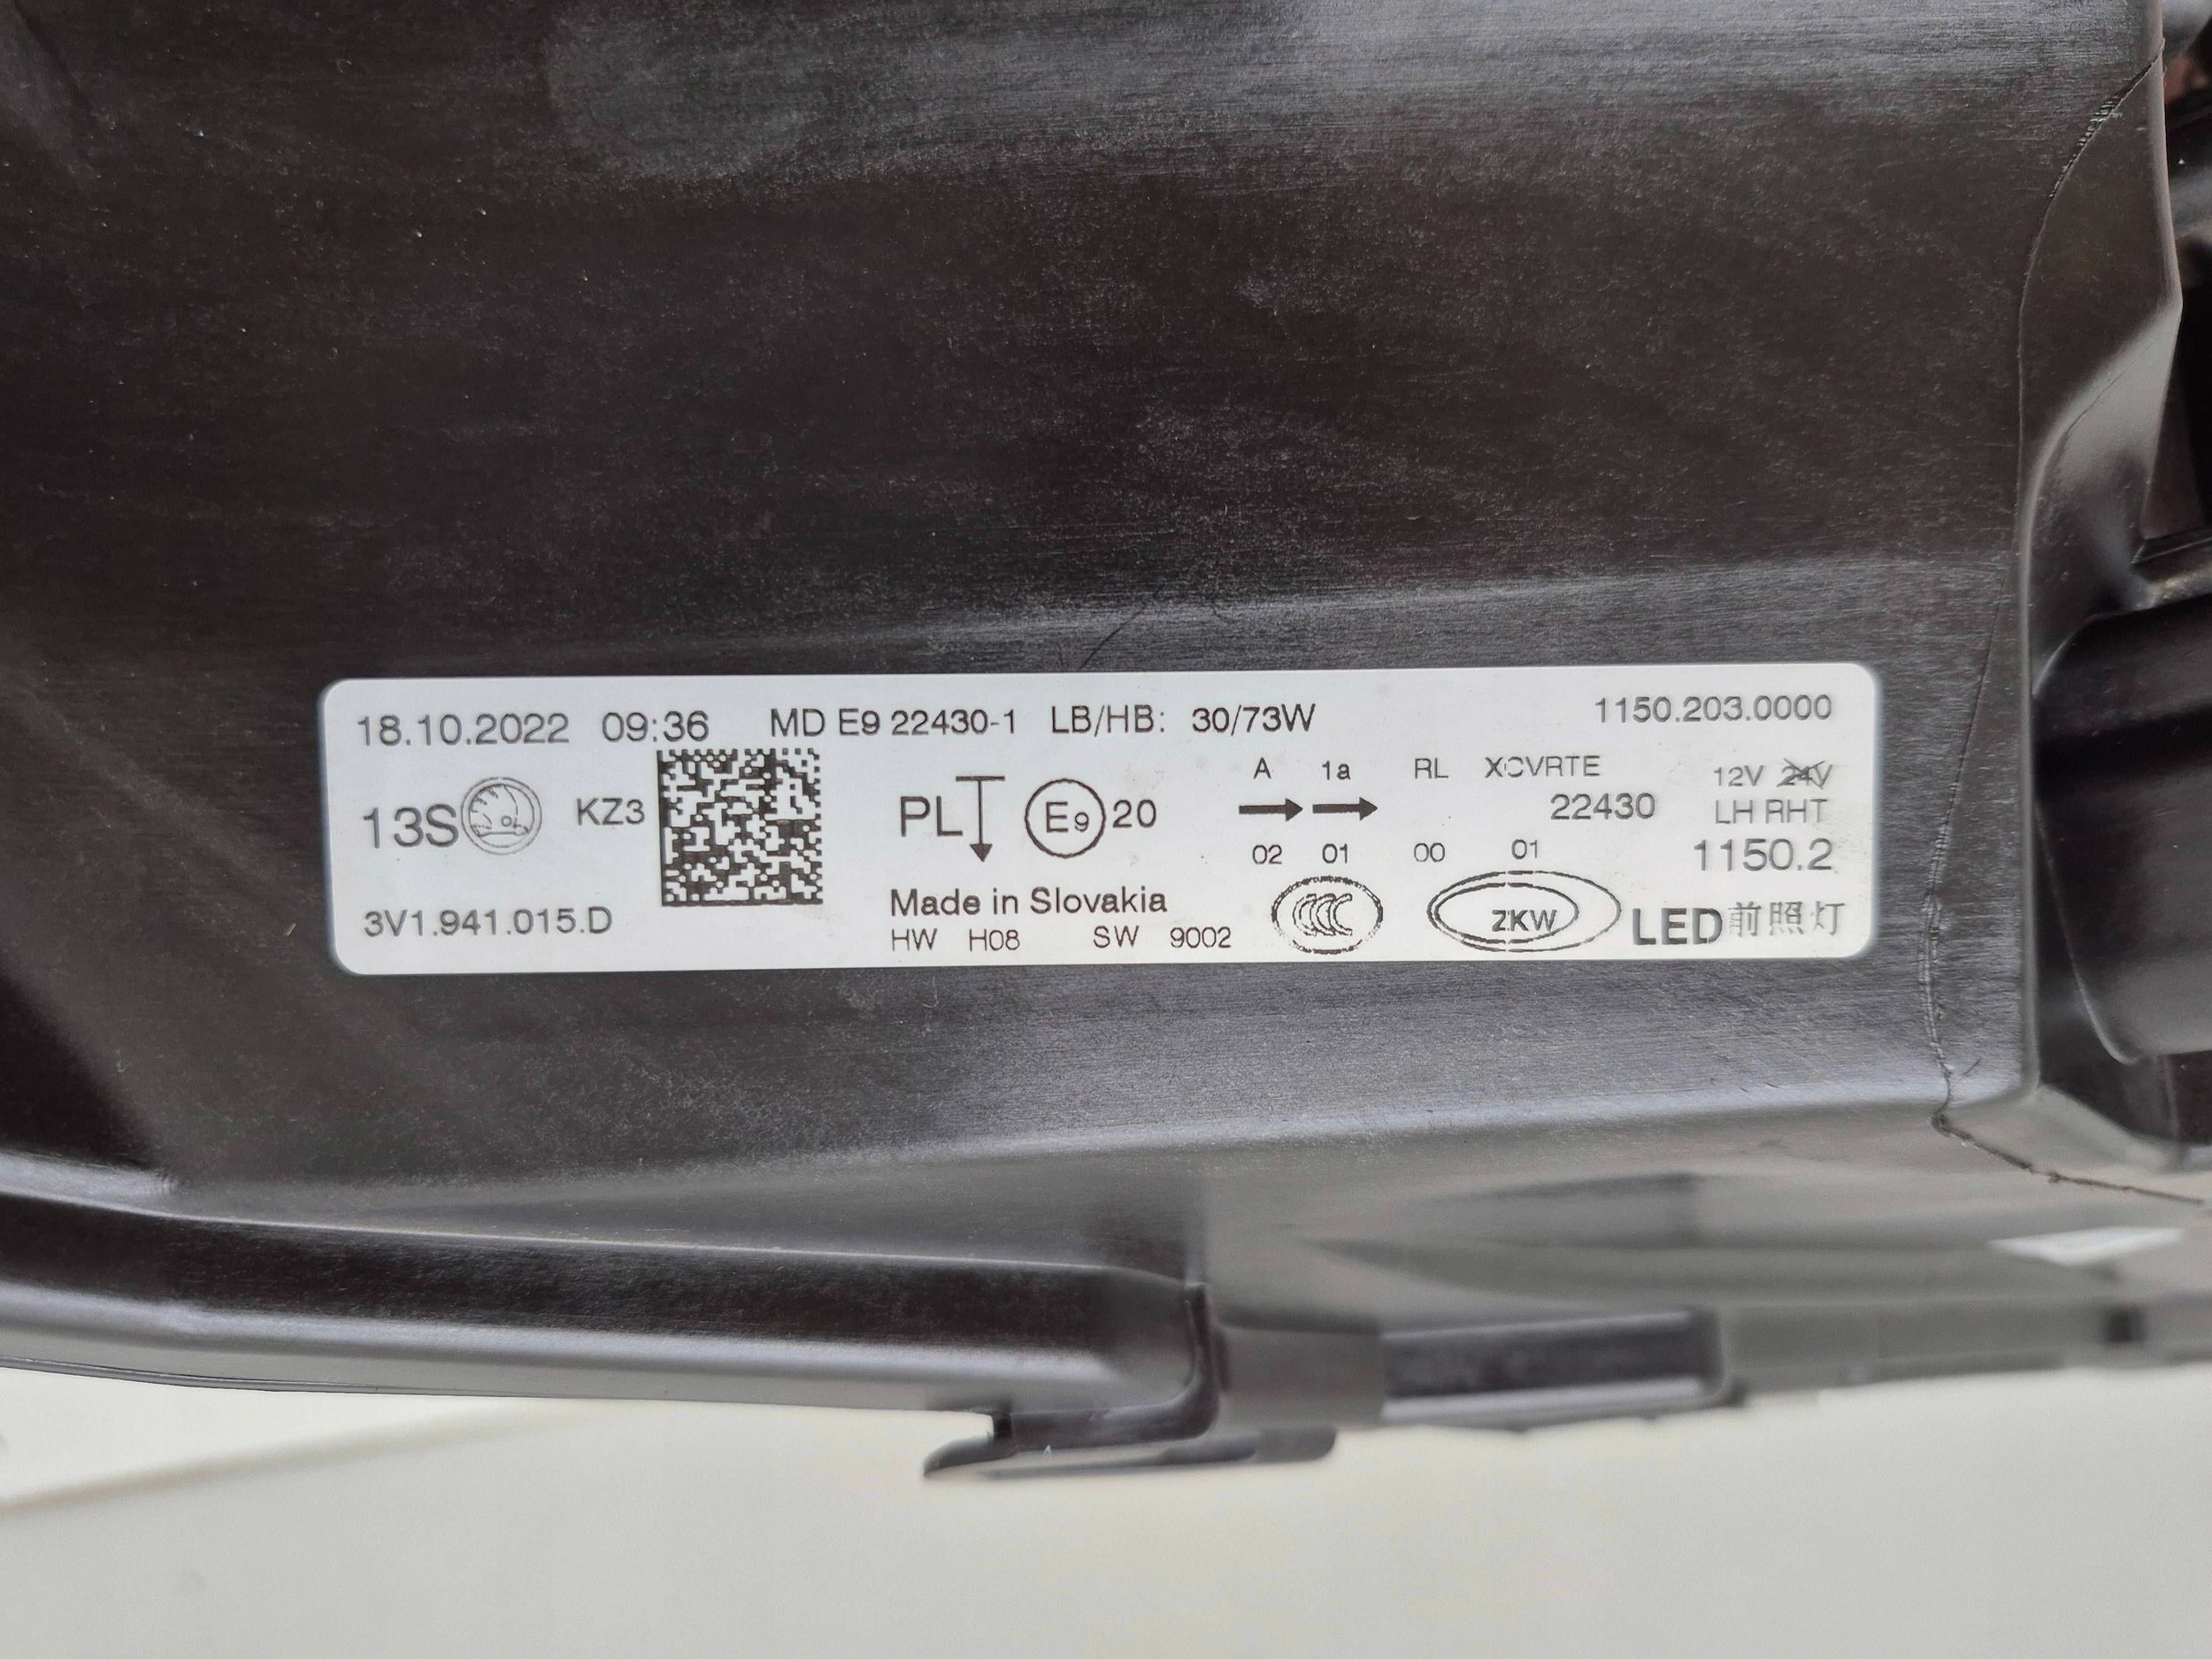 18.10.2022 09:36 MD E9 22430-1 LB/HB: 30/73W 1150.203.0000
A 1a RL XCVRTE 12V 24V
13S KZ3 PL E9 20 22430 LH RHT
02 01 00 01 1150.2
Made in Slovakia
3V1.941.015.D HW H08 SW 9002 CCC ZKW LED前照灯